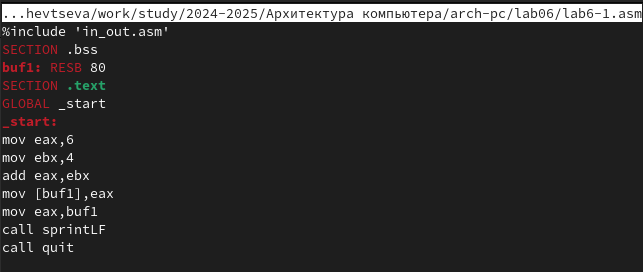 ...hevtseva/work/study/2024-2025/Архитектура компьютера/arch-pc/lab06/lab6-1.asm
%include 'in_out.asm'
SECTION .bss
buf1: RESB 80
SECTION .text
GLOBAL _start
_start:
mov eax,6
mov ebx,4
add eax,ebx
mov [buf1],eax
mov eax,buf1
call sprintLF
call quit